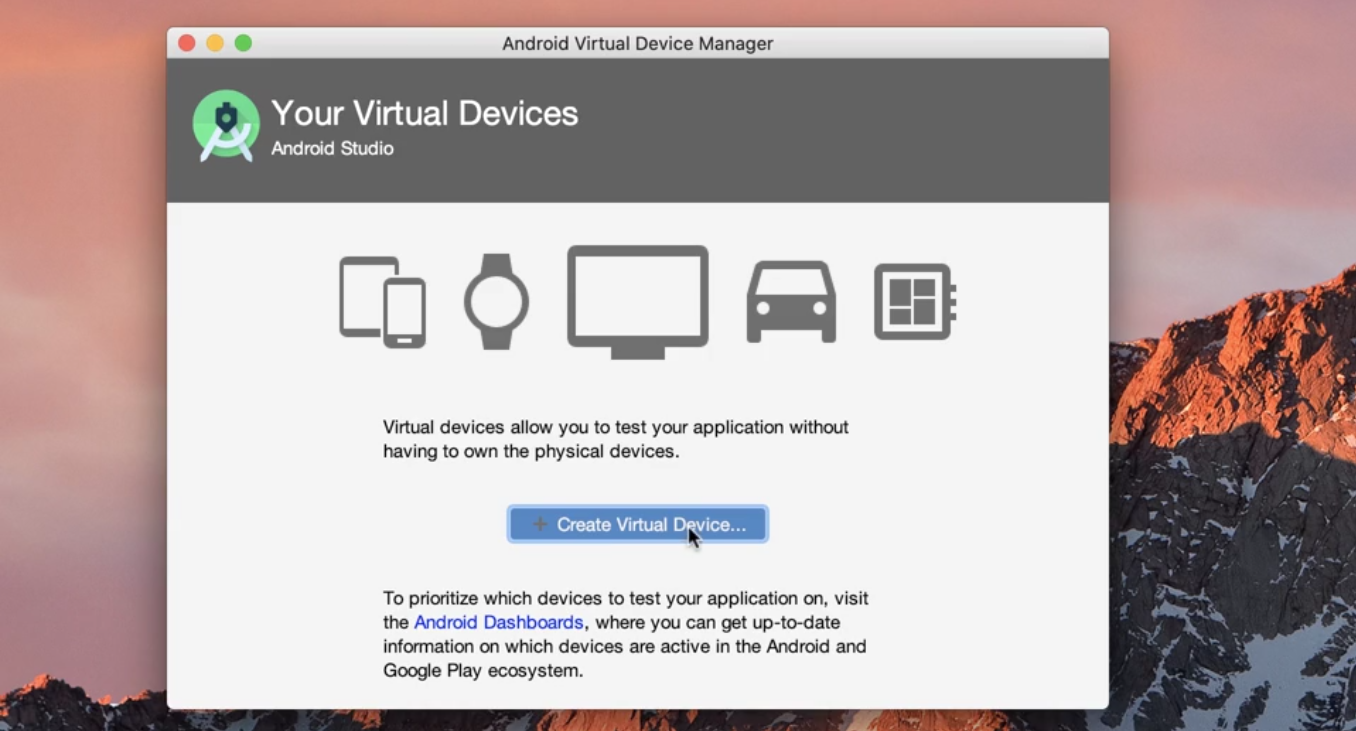 Android Virtual Device Manager
Your Virtual Devices
Android Studio
Virtual devices allow you to test your application without
having to own the physical devices.
+ Create Virtual Device...
To prioritize which devices to test your application on, visit
the Android Dashboards, where you can get up-to-date
information on which devices are active in the Android and
Google Play ecosystem.